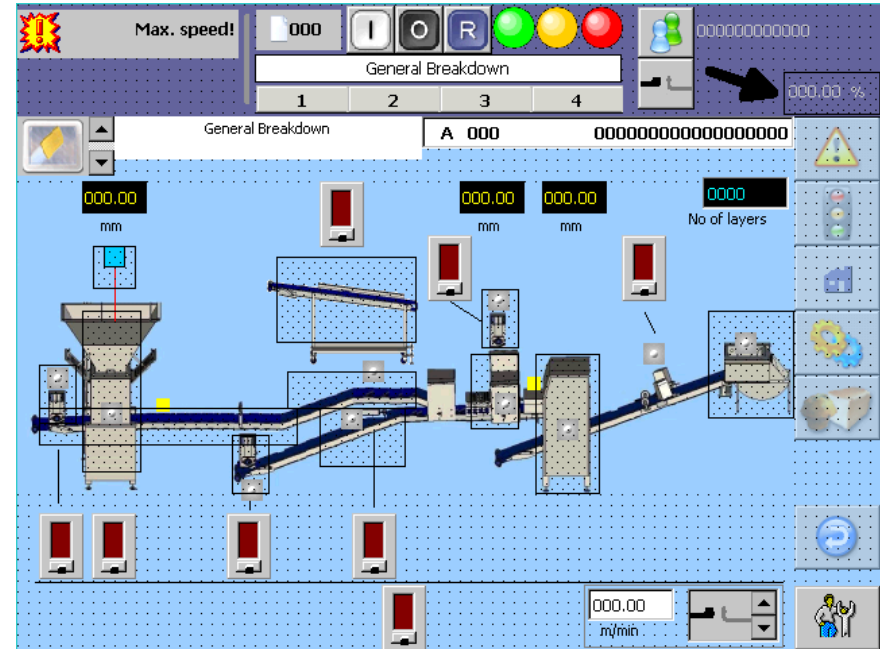 Max. speed!
000
I
O
R
000000000000
General Breakdown
1 2 3 4
000.00 %
General Breakdown
A 000 000000000000000000
000.00
000.00
000.00
0000
mm
mm
mm
No of layers
000.00
m/min